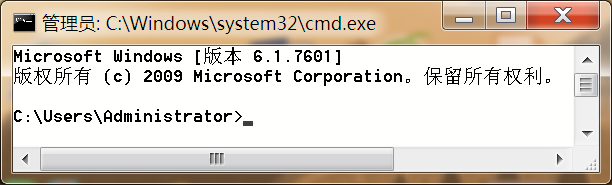 管理员: C:\Windows\system32\cmd.exe
Microsoft Windows [版本 6.1.7601]
版权所有 (c) 2009 Microsoft Corporation。保留所有权利。
C:\Users\Administrator>